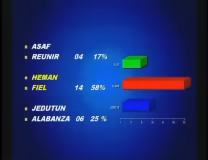 ASAF
REUNIR 04 17%
HEMAN
FIEL 14 58%
JEDUTUN
ALABANZA 06 25 %